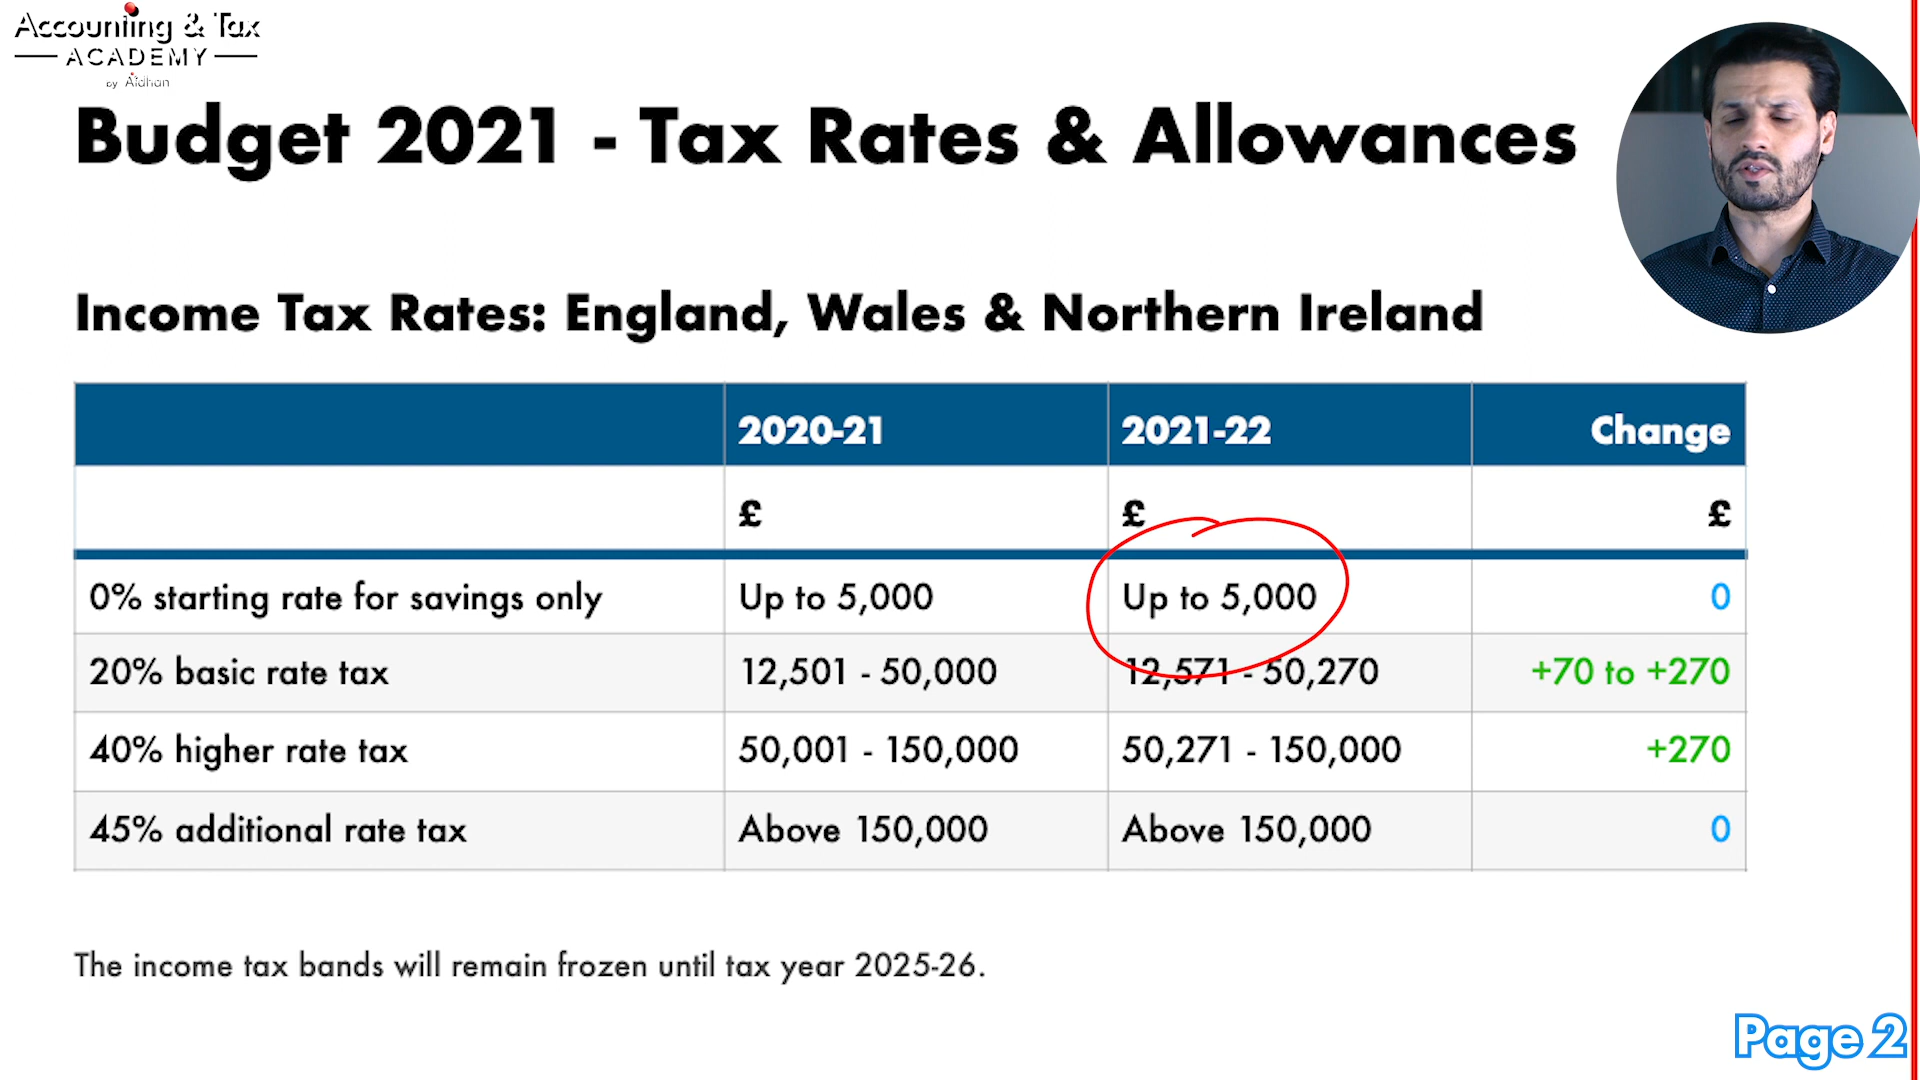 Accounting & Tax
ACADEMY
by Aidhan
Budget 2021 - Tax Rates & Allowances
Income Tax Rates: England, Wales & Northern Ireland
2020-21 2021-22 Change
£ £ £
0% starting rate for savings only Up to 5,000 Up to 5,000 0
20% basic rate tax 12,501 - 50,000 12,571 - 50,270 +70 to +270
40% higher rate tax 50,001 - 150,000 50,271 - 150,000 +270
45% additional rate tax Above 150,000 Above 150,000 0
The income tax bands will remain frozen until tax year 2025-26.
Page 2